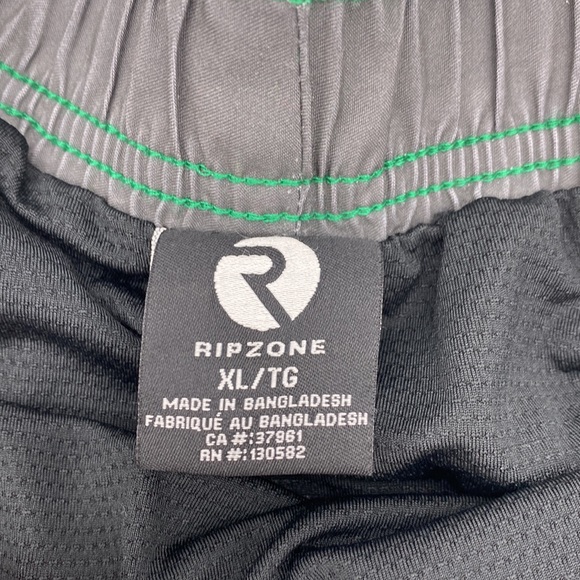 R
RIPZONE
XL/TG
MADE IN BANGLADESH
FABRIQUÉ AU BANGLADESH
CA #:37961
RN #:130582